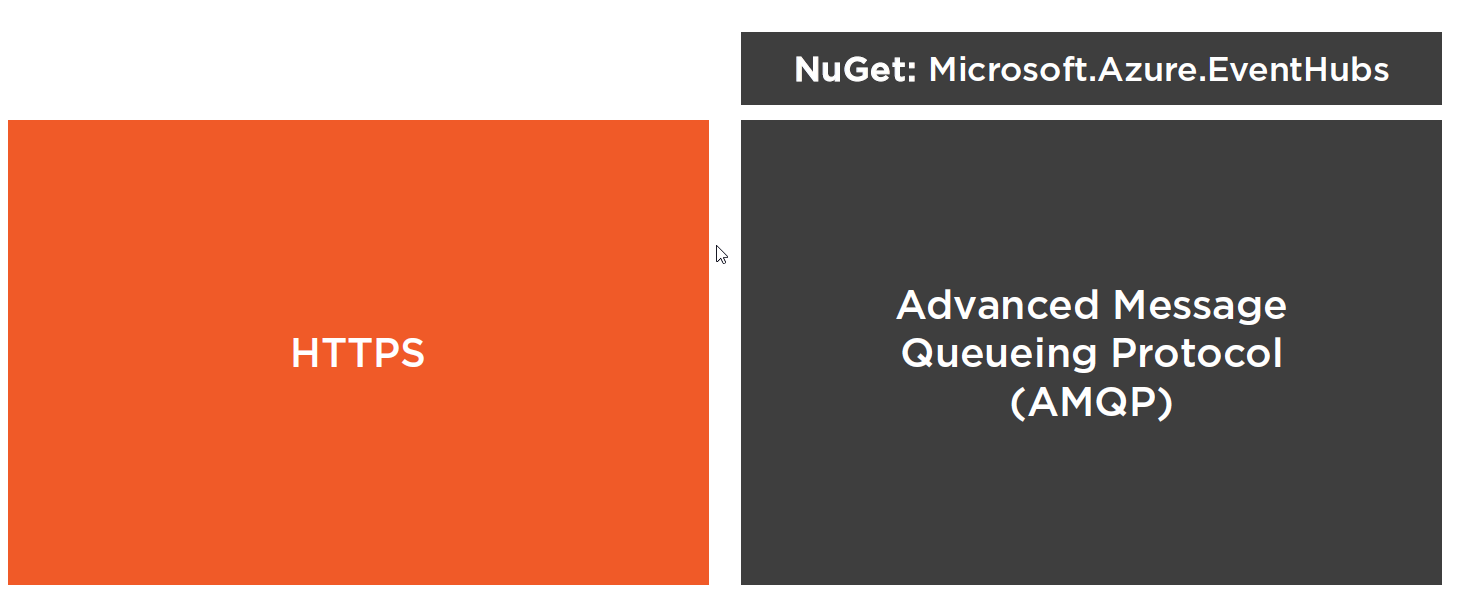 NuGet: Microsoft.Azure.EventHubs
HTTPS
Advanced Message
Queueing Protocol
(AMQP)